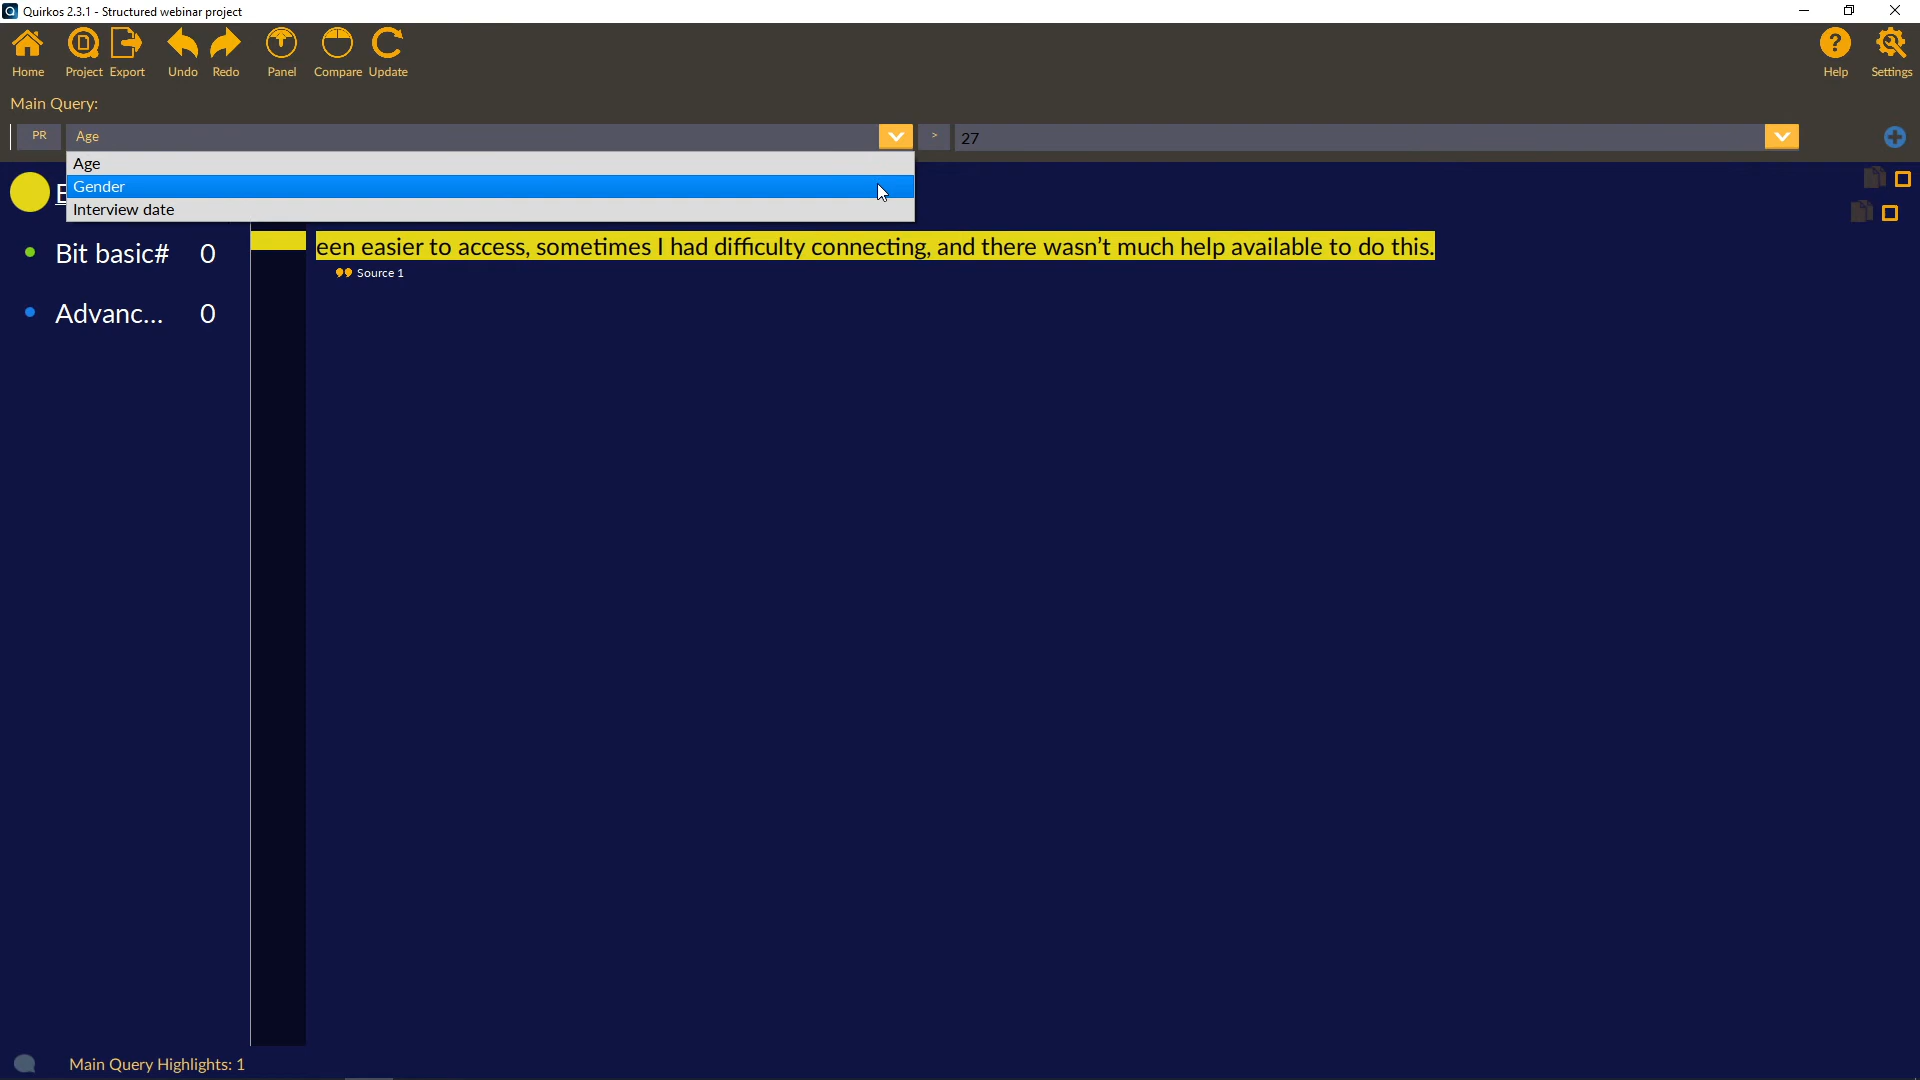 Quirkos 2.3.1 - Structured webinar project
Home Project Export Undo Redo Panel Compare Update Help Settings
Main Query:
PR Age > 27
Age
Gender
Interview date
Bit basic# 0
Advanc... 0
een easier to access, sometimes I had difficulty connecting, and there wasn't much help available to do this.
Source 1
Main Query Highlights: 1